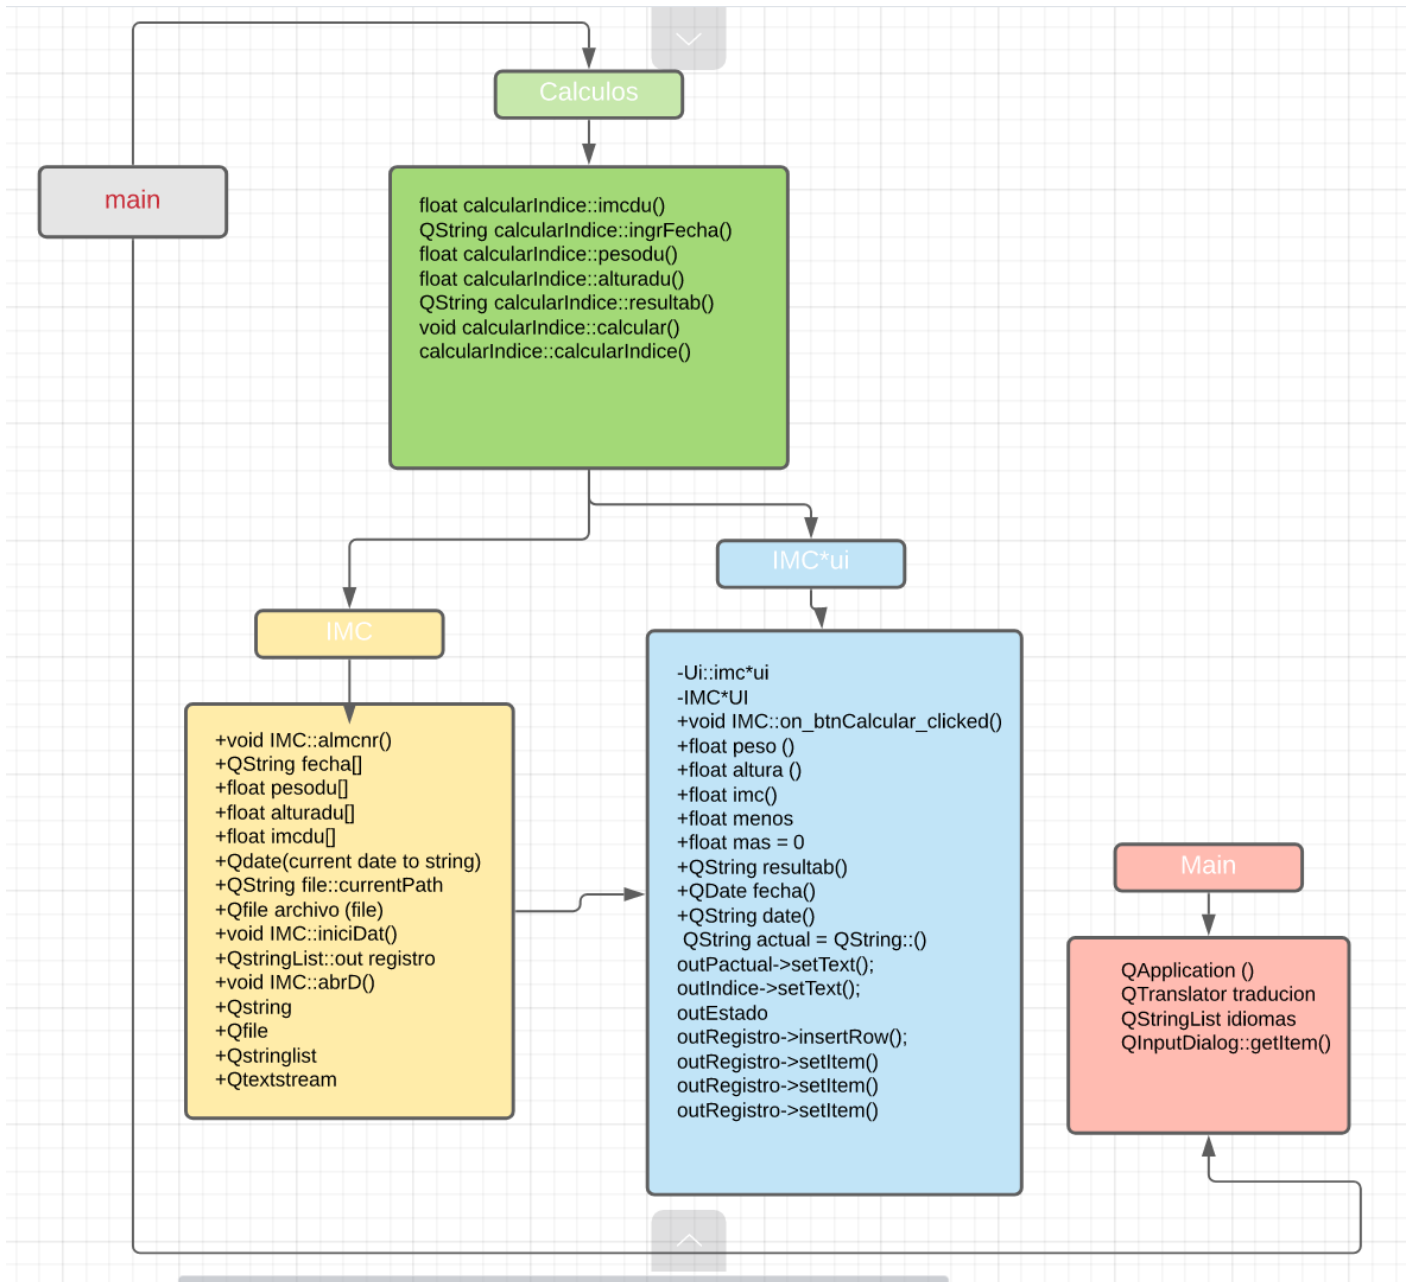 Calculos
main
float calcularIndice::imcdu()
QString calcularIndice::ingrFecha()
float calcularIndice::pesodu()
float calcularIndice::alturadu()
QString calcularIndice::resultab()
void calcularIndice::calcular()
calcularIndice::calcularIndice()
IMC*ui
IMC
-Ui::imc*ui
-IMC*UI
+void IMC::on_btnCalcular_clicked()
+float peso ()
+float altura ()
+float imc()
+float menos
+float mas = 0
+QString resultab()
+QDate fecha()
+QString date()
QString actual = QString::()
outPactual->setText();
outIndice->setText();
outEstado
outRegistro->insertRow();
outRegistro->setItem()
outRegistro->setItem()
outRegistro->setItem()
+void IMC::almcnr()
+QString fecha[]
+float pesodu[]
+float alturadu[]
+float imcdu[]
+Qdate(current date to string)
+QString file::currentPath
+Qfile archivo (file)
+void IMC::iniciDat()
+QstringList::out registro
+void IMC::abrD()
+Qstring
+Qfile
+Qstringlist
+Qtextstream
Main
QApplication ()
QTranslator traducion
QStringList idiomas
QInputDialog::getItem()